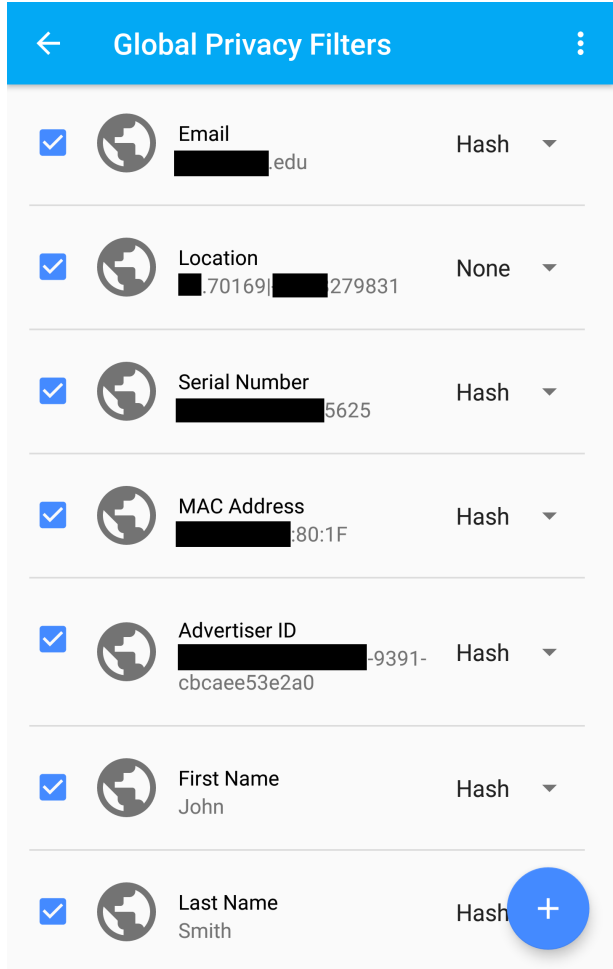 Global Privacy Filters
Email
.edu
Hash
Location
.70169|-
279831
None
Serial Number
5625
Hash
MAC Address
:80:1F
Hash
Advertiser ID
-9391-
cbcaee53e2a0
Hash
First Name
John
Hash
Last Name
Smith
Hash